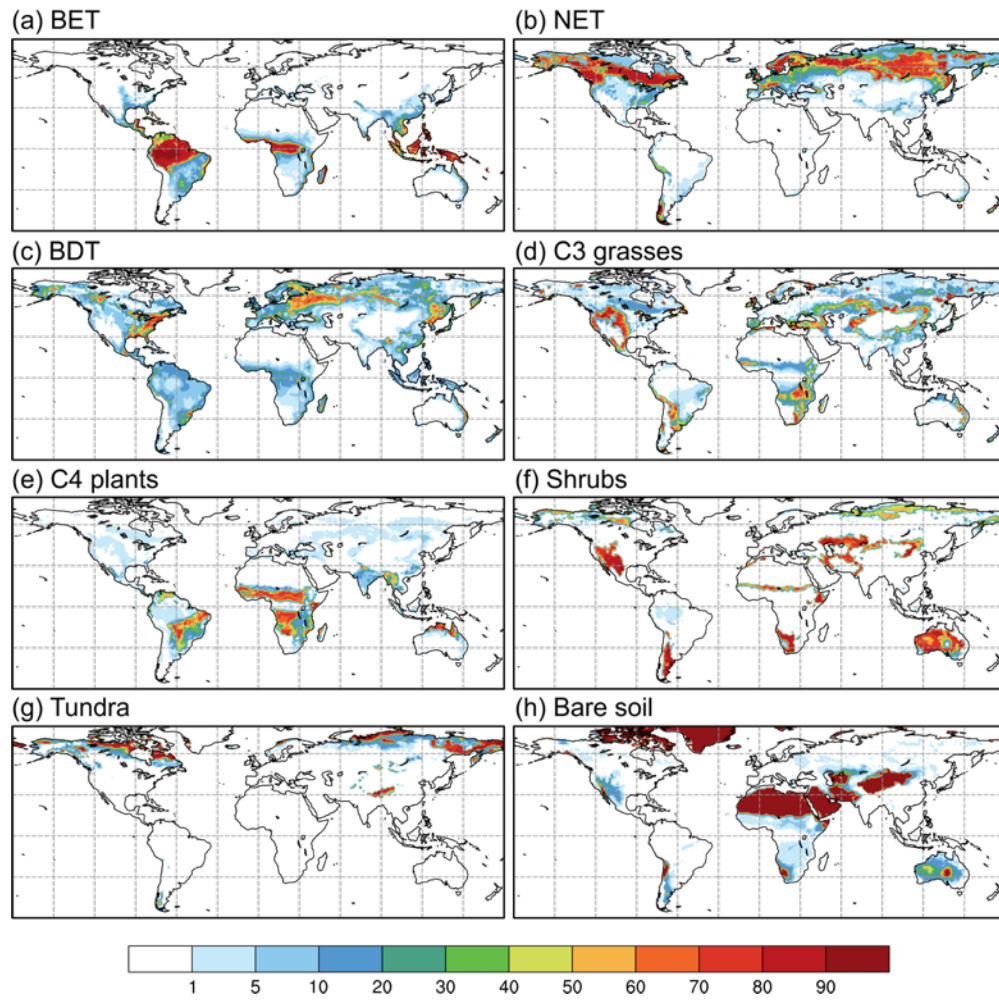 (a) BET
(b) NET
(c) BDT
(d) C3 grasses
(e) C4 plants
(f) Shrubs
(g) Tundra
(h) Bare soil
1 5 10 20 30 40 50 60 70 80 90